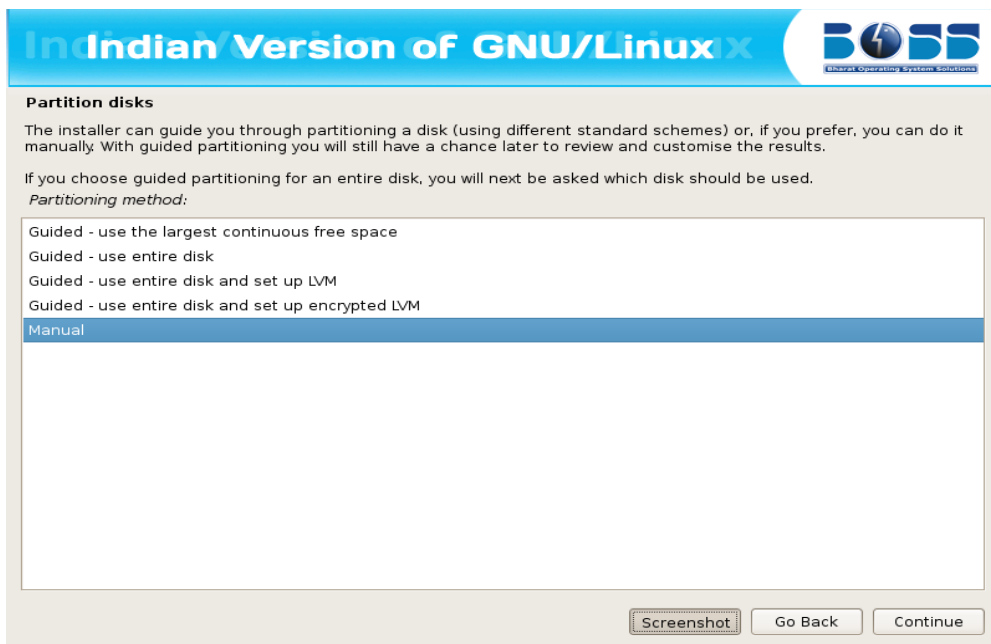 Indian Version of GNU/Linux
BOSS
Bharat Operating System Solutions
Partition disks
The installer can guide you through partitioning a disk (using different standard schemes) or, if you prefer, you can do it
manually. With guided partitioning you will still have a chance later to review and customise the results.
If you choose guided partitioning for an entire disk, you will next be asked which disk should be used.
Partitioning method:
Guided - use the largest continuous free space
Guided - use entire disk
Guided - use entire disk and set up LVM
Guided - use entire disk and set up encrypted LVM
Manual
Screenshot
Go Back
Continue